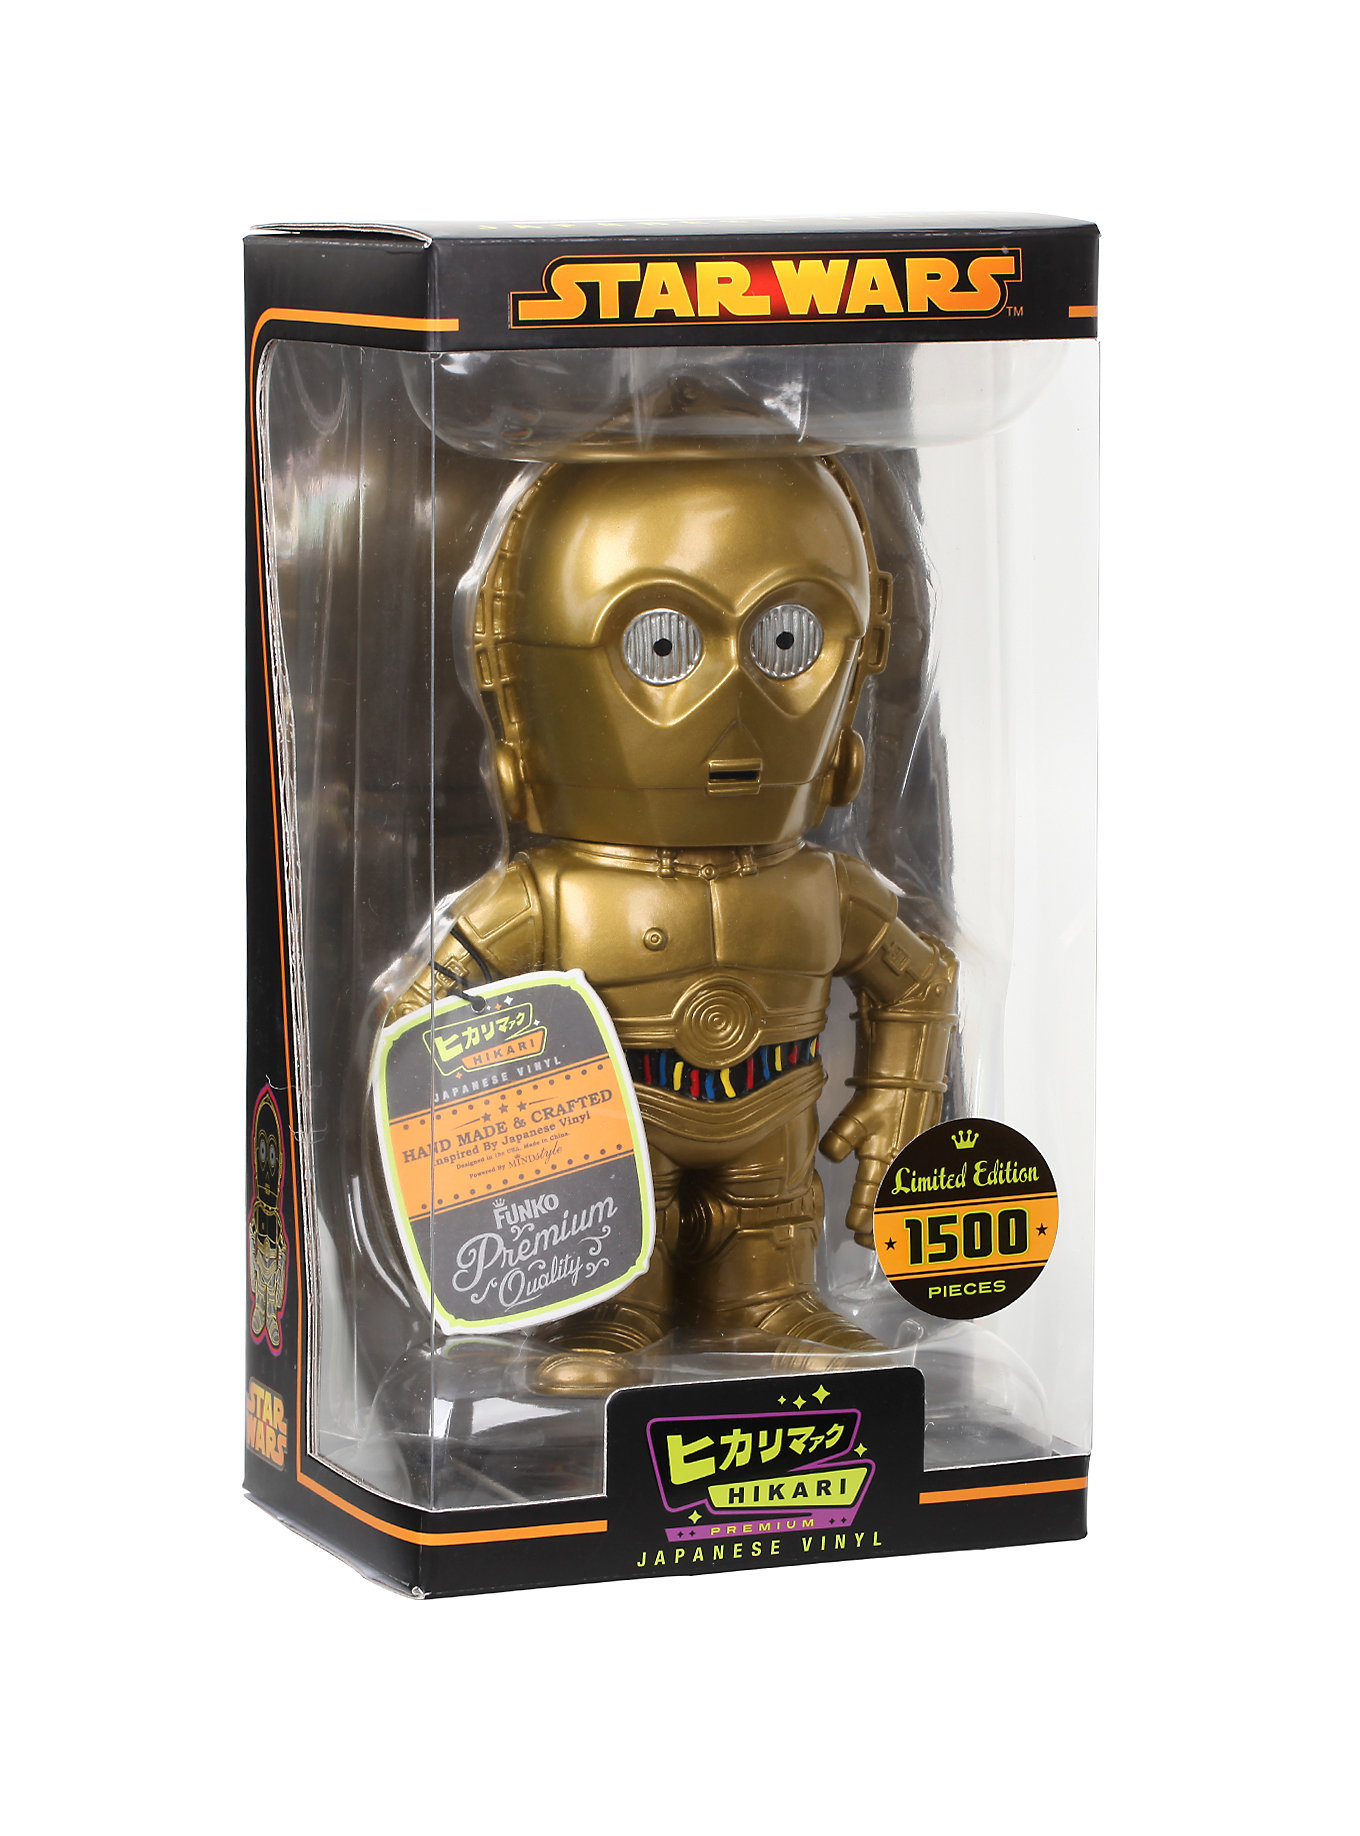 STAR WARS
TM
ヒカリマァク
HIKARI
JAPANESE VINYL
HAND MADE & CRAFTED
Inspired By Japanese Vinyl
Designed in the USA. Made in China.
Powered By MINDstyle
FUNKO
Premium
Quality
Limited Edition
1500
PIECES
STAR
WARS
ヒカリマァク
HIKARI
PREMIUM
JAPANESE VINYL